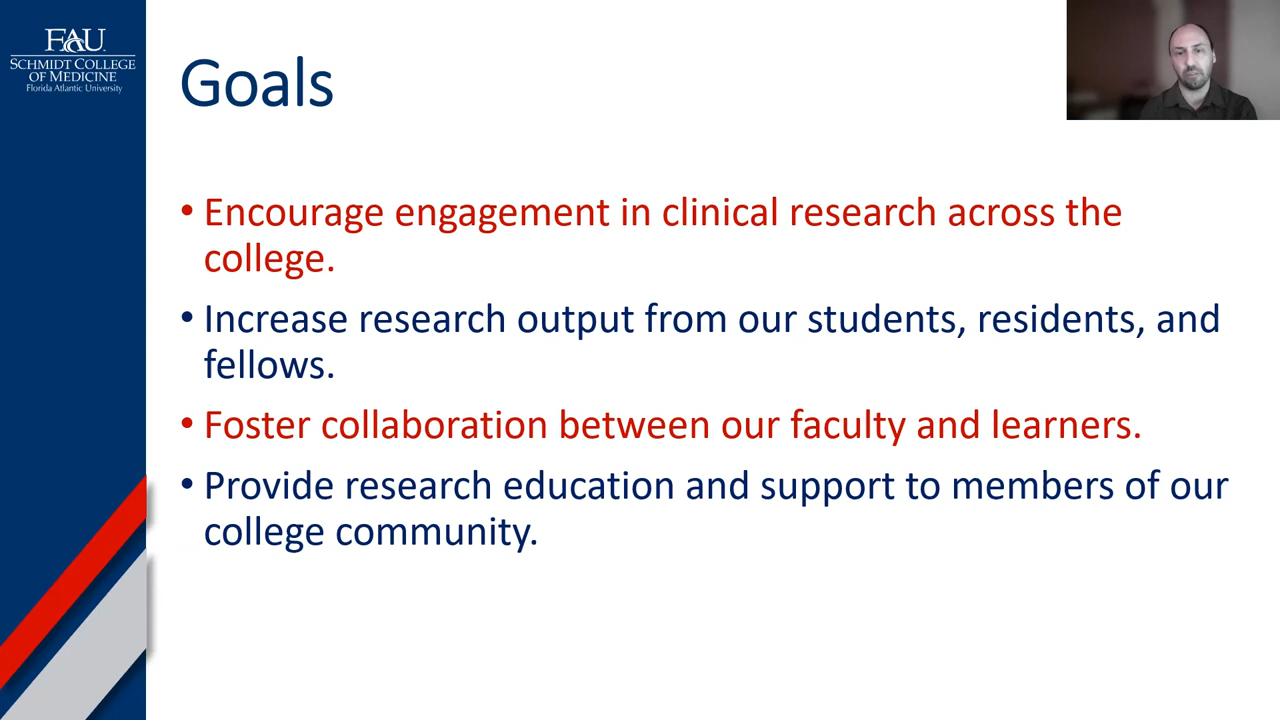 FAU
SCHMIDT COLLEGE
OF MEDICINE
Florida Atlantic University
Goals
• Encourage engagement in clinical research across the
college.
• Increase research output from our students, residents, and
fellows.
• Foster collaboration between our faculty and learners.
• Provide research education and support to members of our
college community.